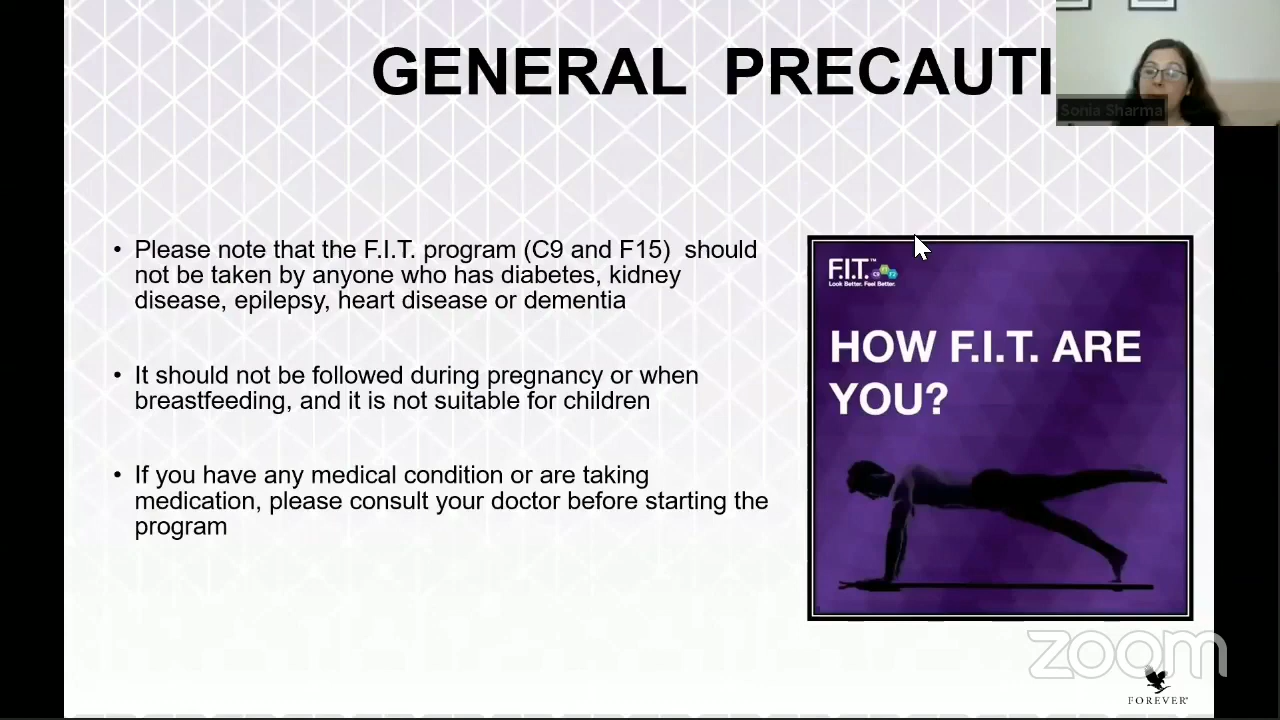 GENERAL PRECAUTI
Sonia Sharma
• Please note that the F.I.T. program (C9 and F15) should
not be taken by anyone who has diabetes, kidney
disease, epilepsy, heart disease or dementia
• It should not be followed during pregnancy or when
breastfeeding, and it is not suitable for children
• If you have any medical condition or are taking
medication, please consult your doctor before starting the
program
F.I.T.™
Look Better. Feel Better.
HOW F.I.T. ARE
YOU?
zoom
FOREVER